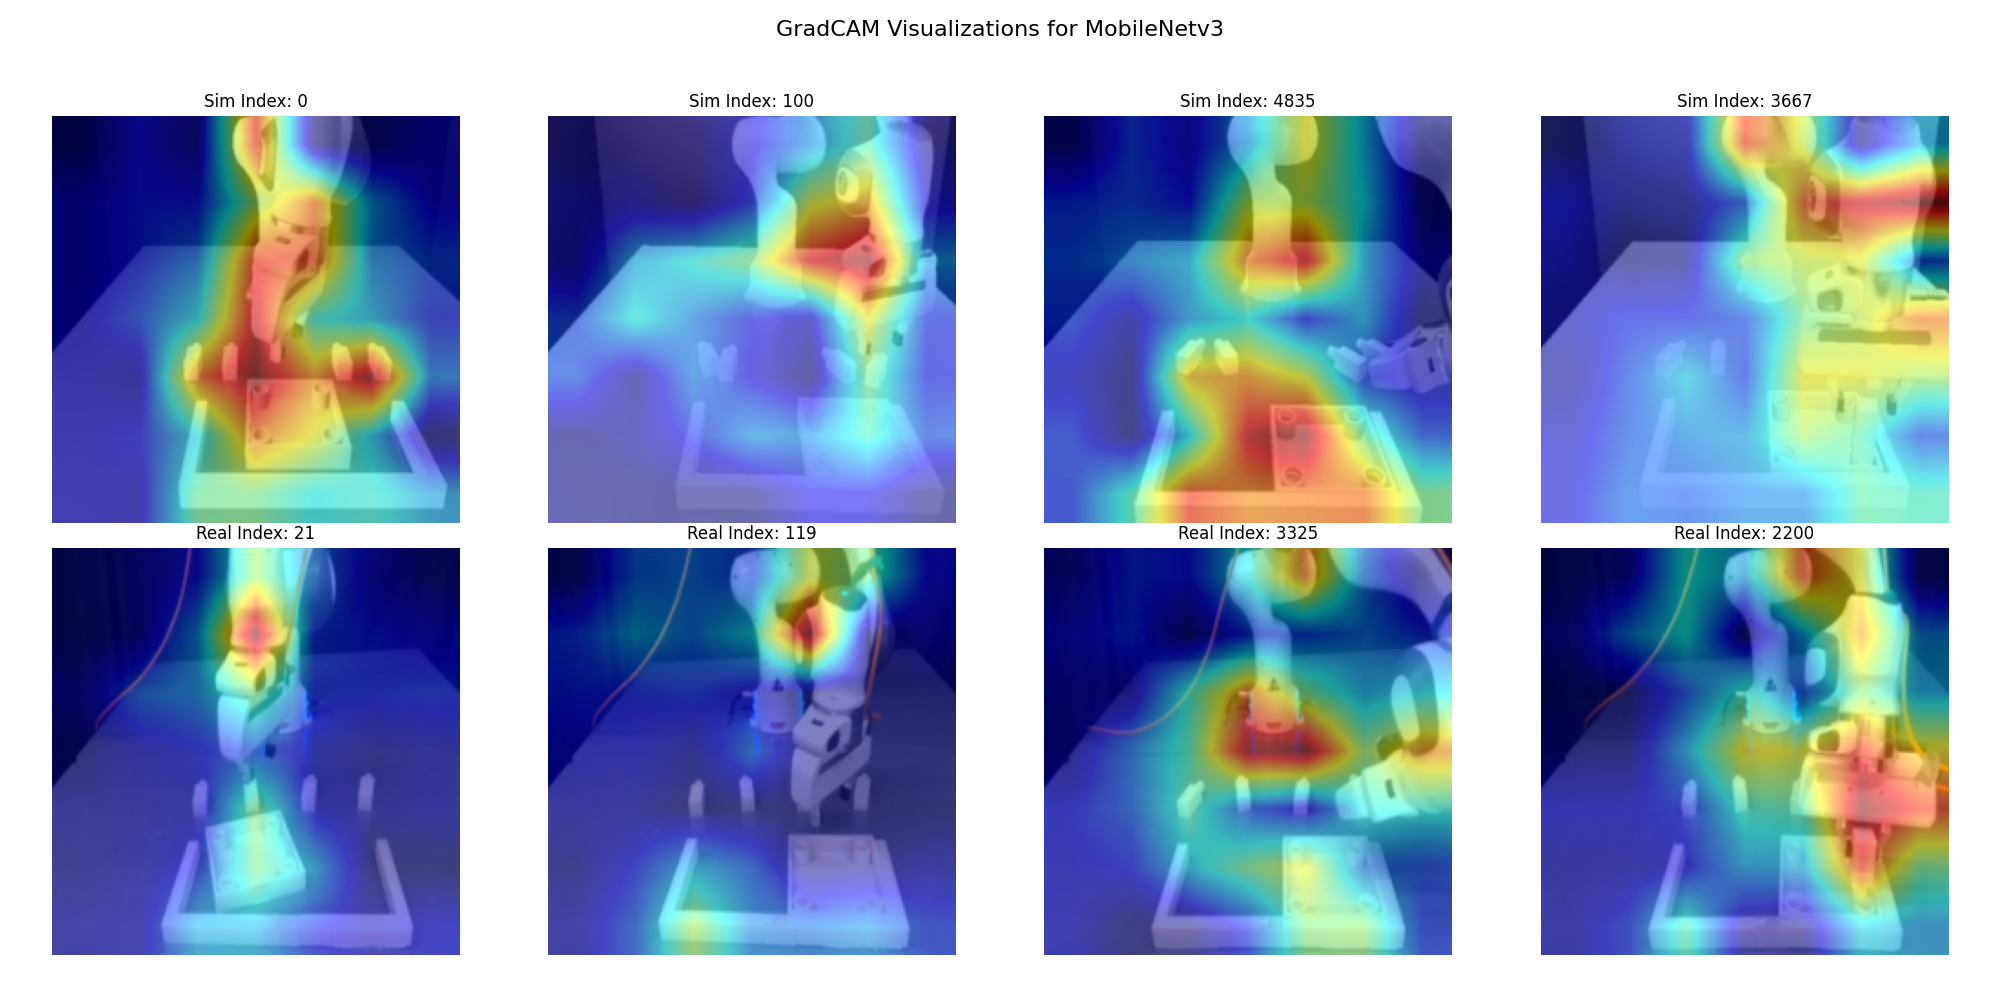 GradCAM Visualizations for MobileNetv3
Sim Index: 0
Sim Index: 100
Sim Index: 4835
Sim Index: 3667
Real Index: 21
Real Index: 119
Real Index: 3325
Real Index: 2200